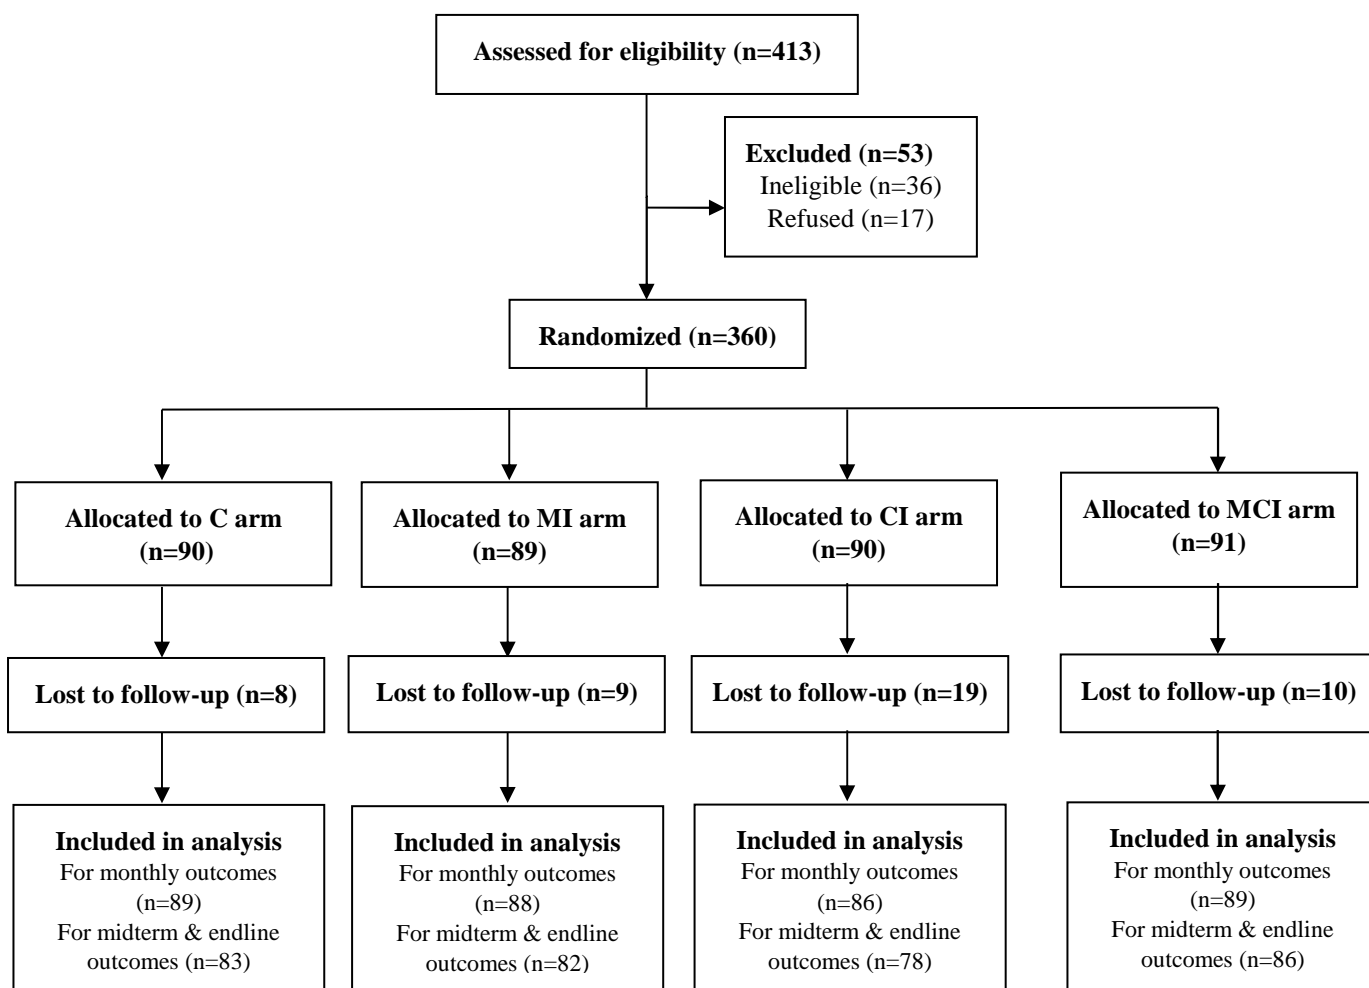 Assessed for eligibility (n=413)
Excluded (n=53)
Ineligible (n=36)
Refused (n=17)
Randomized (n=360)
Allocated to C arm
(n=90)
Allocated to MI arm
(n=89)
Allocated to CI arm
(n=90)
Allocated to MCI arm
(n=91)
Lost to follow-up (n=8)
Lost to follow-up (n=9)
Lost to follow-up (n=19)
Lost to follow-up (n=10)
Included in analysis
For monthly outcomes
(n=89)
For midterm & endline
outcomes (n=83)
Included in analysis
For monthly outcomes
(n=88)
For midterm & endline
outcomes (n=82)
Included in analysis
For monthly outcomes
(n=86)
For midterm & endline
outcomes (n=78)
Included in analysis
For monthly outcomes
(n=89)
For midterm & endline
outcomes (n=86)